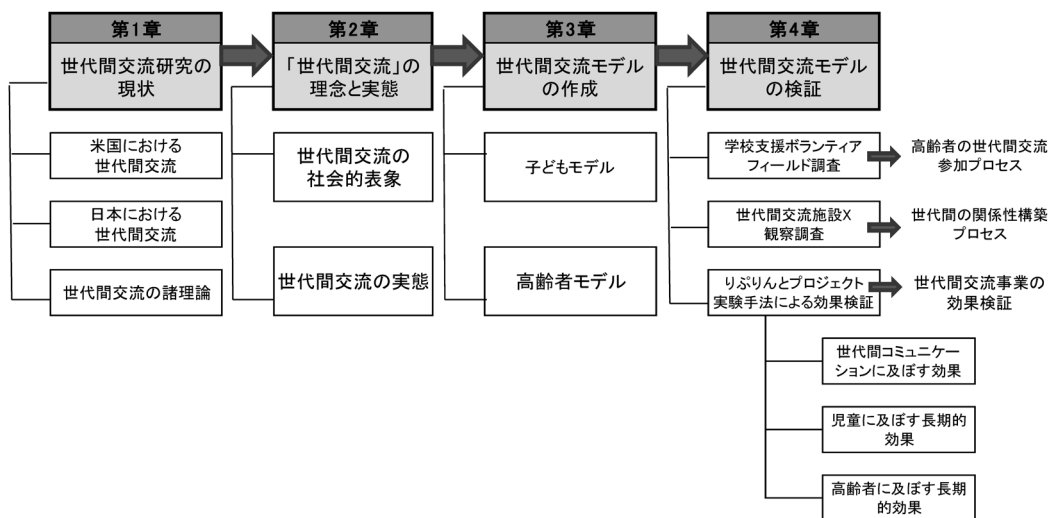 第1章
世代間交流研究の
現状
米国における
世代間交流
日本における
世代間交流
世代間交流の諸理論
第2章
「世代間交流」の
理念と実態
世代間交流の
社会的表象
世代間交流の実態
第3章
世代間交流モデル
の作成
子どもモデル
高齢者モデル
第4章
世代間交流モデル
の検証
学校支援ボランティア
フィールド調査
高齢者の世代間交流
参加プロセス
世代間交流施設X
観察調査
世代間の関係性構築
プロセス
りぷりんとプロジェクト
実験手法による効果検証
世代間交流事業の
効果検証
世代間コミュニケー
ションに及ぼす効果
児童に及ぼす長期的
効果
高齢者に及ぼす長期
的効果